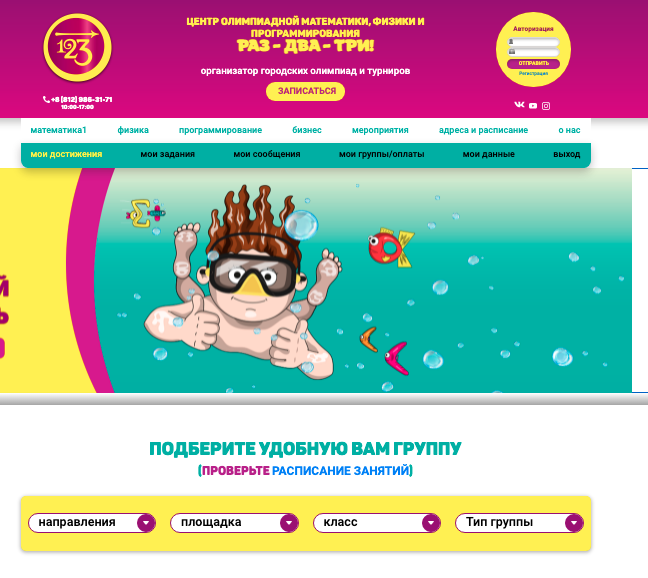 123
ЦЕНТР ОЛИМПИАДНОЙ МАТЕМАТИКИ, ФИЗИКИ И
ПРОГРАММИРОВАНИЯ
РАЗ - ДВА - ТРИ!
организатор городских олимпиад и турниров
ЗАПИСАТЬСЯ
+8 (812) 986-31-71
10:00-17:00
Авторизация
ОТПРАВИТЬ
Регистрация
математика1 физика программирование бизнес мероприятия адреса и расписание о нас
мои достижения мои задания мои сообщения мои группы/оплаты мои данные выход
Й
Ь
ПОДБЕРИТЕ УДОБНУЮ ВАМ ГРУППУ
(ПРОВЕРЬТЕ РАСПИСАНИЕ ЗАНЯТИЙ)
направления площадка класс Тип группы